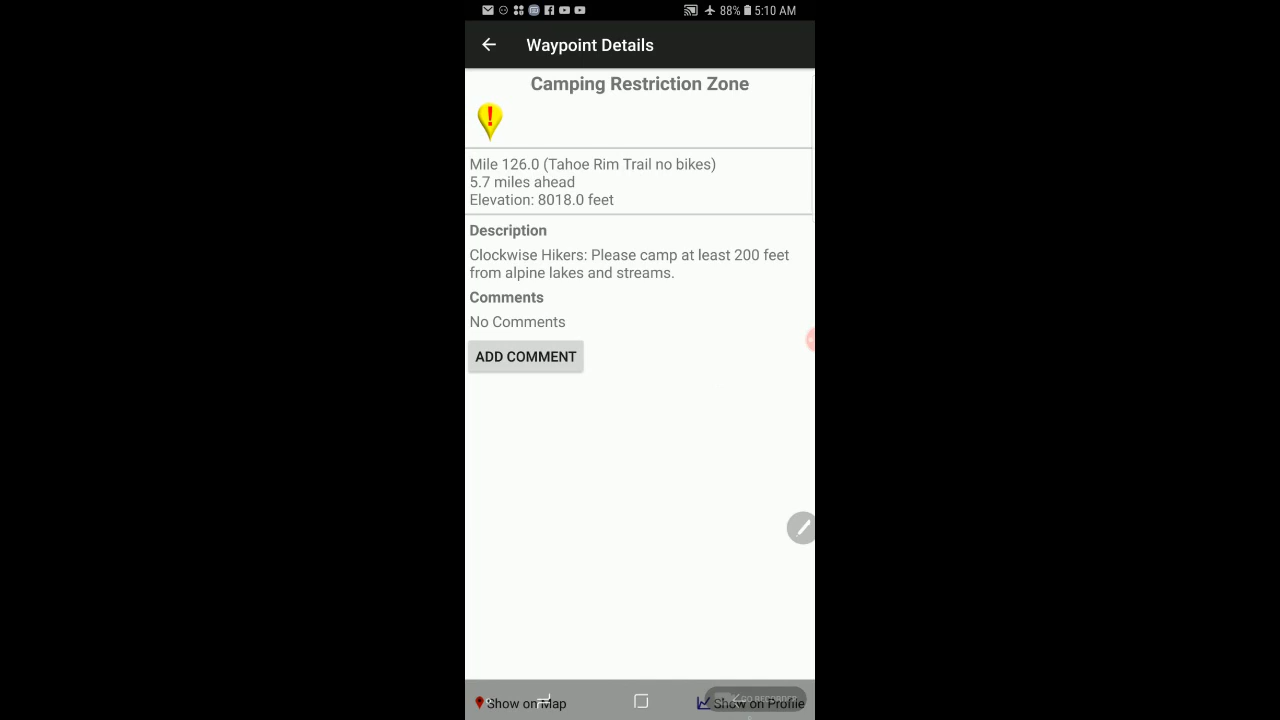 88% 5:10 AM
Waypoint Details
Camping Restriction Zone
Mile 126.0 (Tahoe Rim Trail no bikes)
5.7 miles ahead
Elevation: 8018.0 feet
Description
Clockwise Hikers: Please camp at least 200 feet
from alpine lakes and streams.
Comments
No Comments
ADD COMMENT
Show on Map
Show on Profile
GO RECORDER